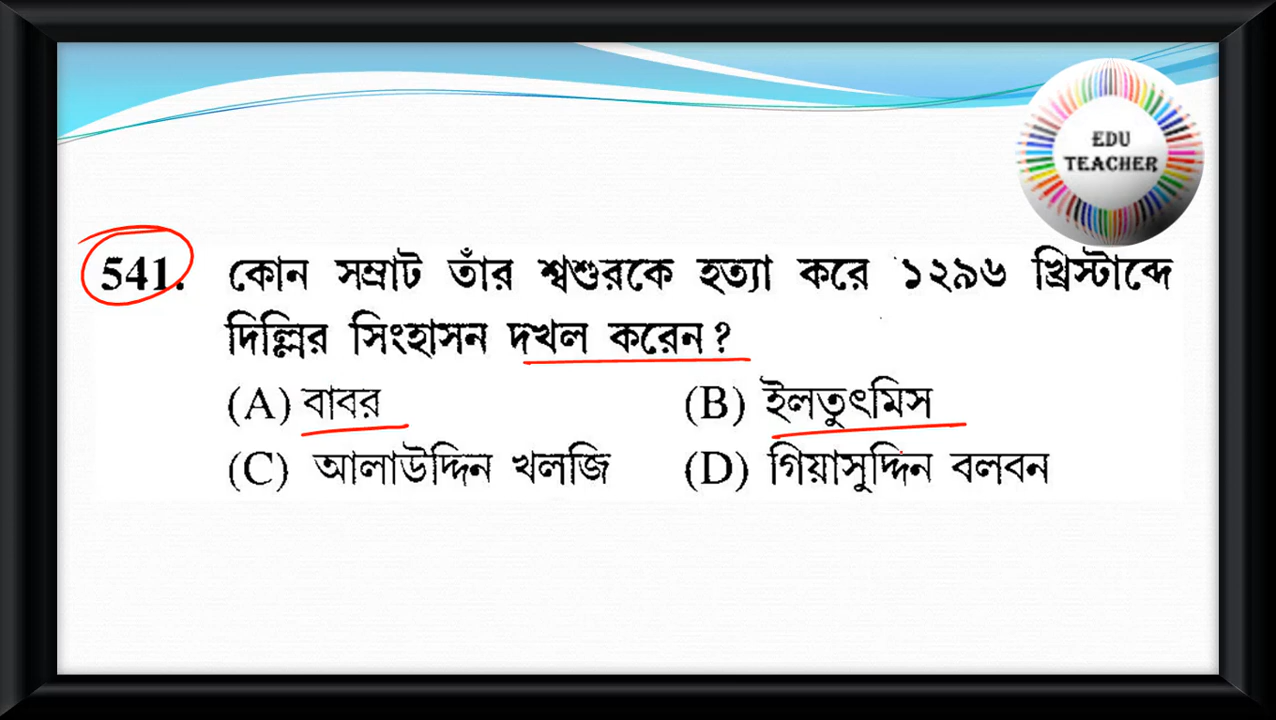 EDU
TEACHER
541. কোন সম্রাট তাঁর শ্বশুরকে হত্যা করে ১২৯৬ খ্রিস্টাব্দে
দিল্লির সিংহাসন দখল করেন?
(A) বাবর (B) ইলতুৎমিস
(C) আলাউদ্দিন খলজি (D) গিয়াসুদ্দিন বলবন